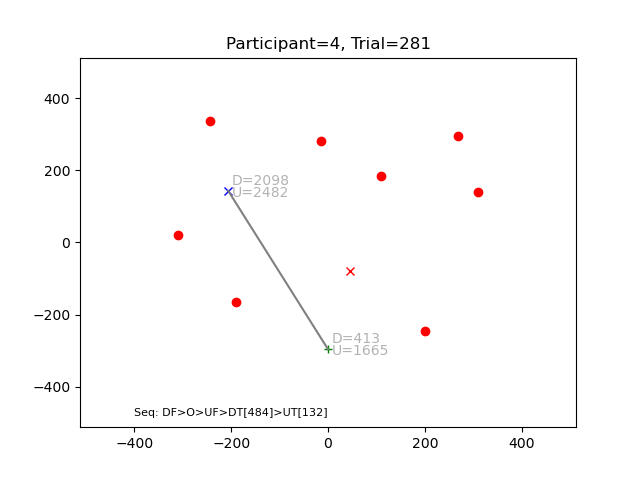 Participant=4, Trial=281
400
200
0
−200
−400
D=2098
U=2482
D=413
U=1665
Seq: DF>O>UF>DT[484]>UT[132]
−400
−200
0
200
400